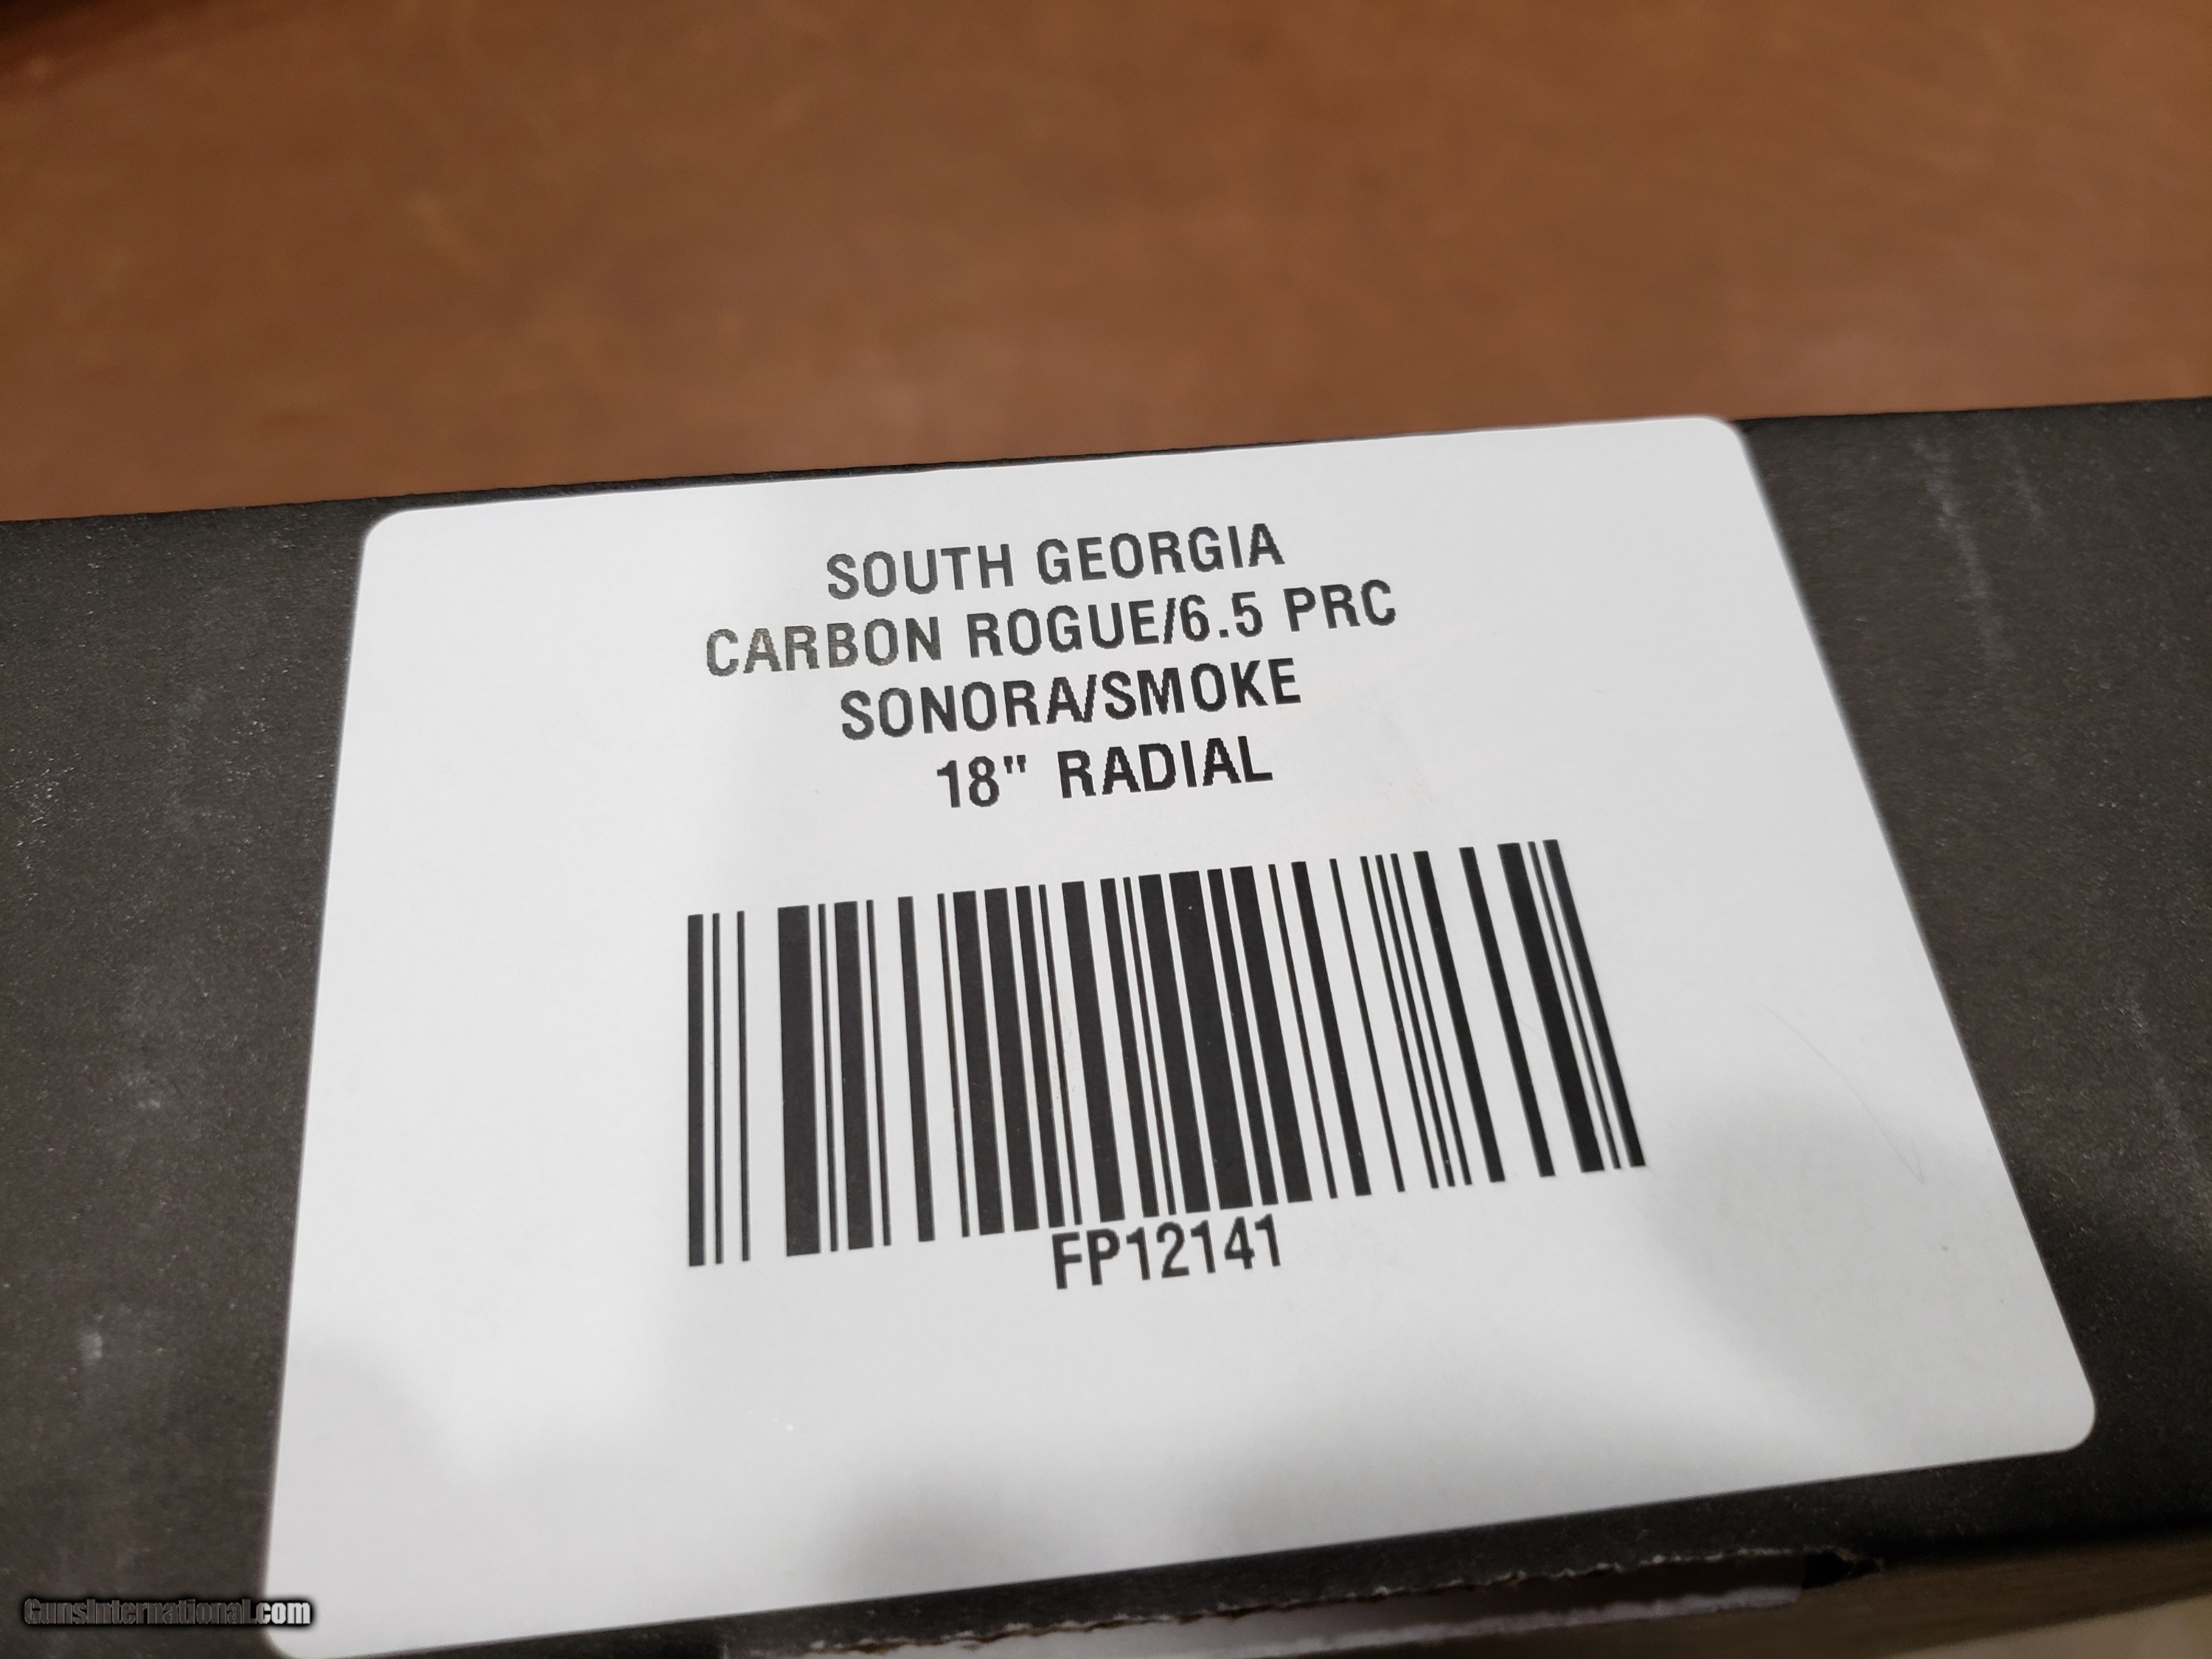 SOUTH GEORGIA
CARBON ROGUE/6.5 PRC
SONORA/SMOKE
18" RADIAL
FP12141
GunsInternational.com